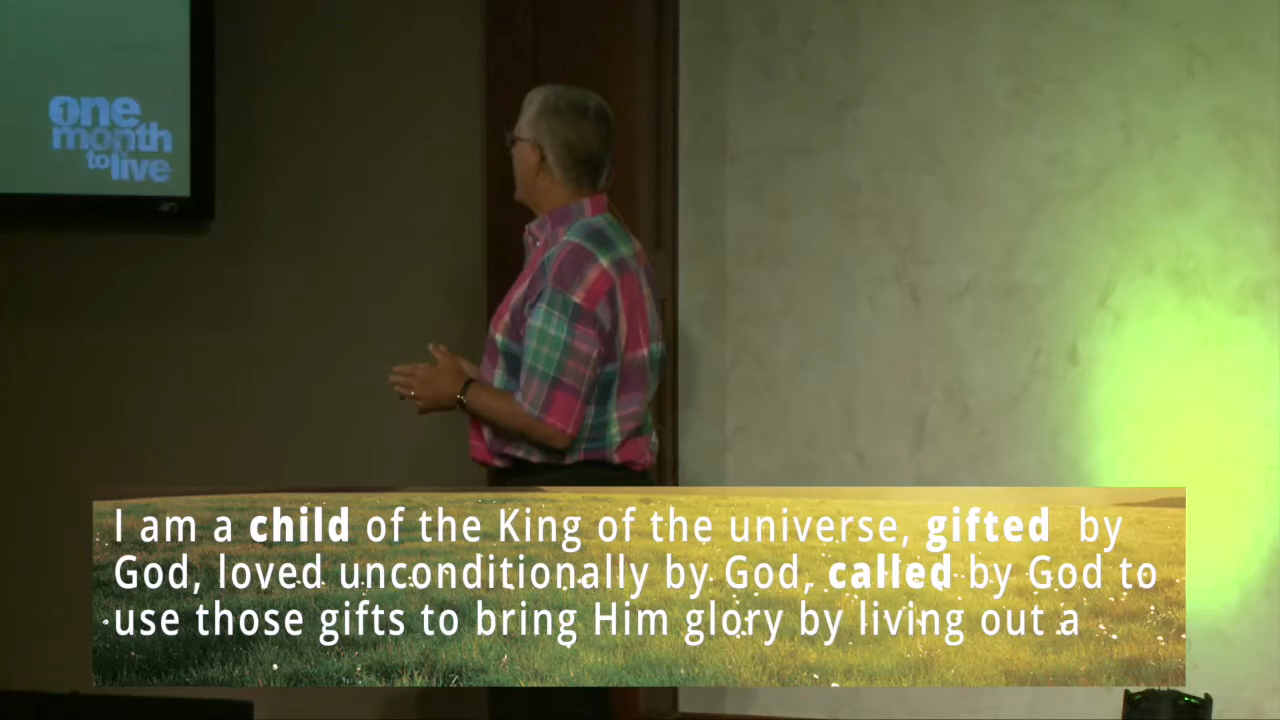 one
month
to live
I am a child of the King of the universe, gifted by
God, loved unconditionally by God, called by God to
use those gifts to bring Him glory by living out a